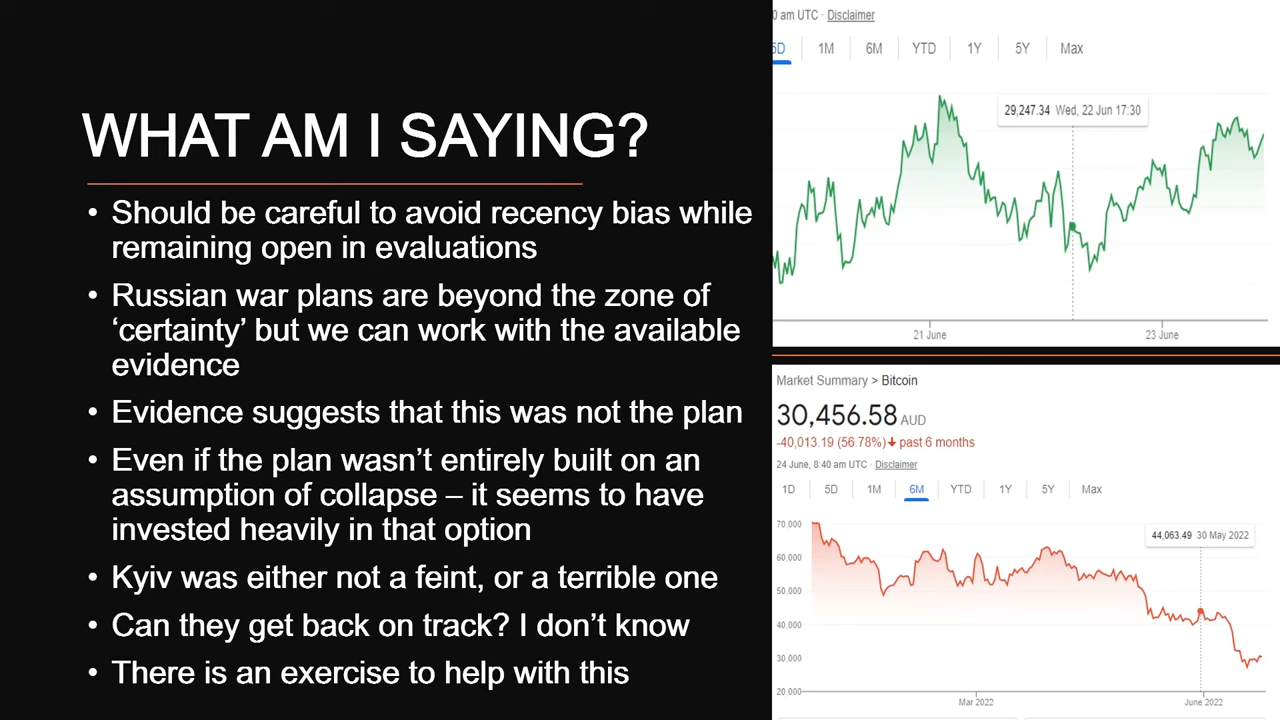 WHAT AM I SAYING?
• Should be careful to avoid recency bias while
remaining open in evaluations
• Russian war plans are beyond the zone of
‘certainty’ but we can work with the available
evidence
• Evidence suggests that this was not the plan
• Even if the plan wasn’t entirely built on an
assumption of collapse – it seems to have
invested heavily in that option
• Kyiv was either not a feint, or a terrible one
• Can they get back on track? I don’t know
• There is an exercise to help with this
0 am UTC · Disclaimer
5D 1M 6M YTD 1Y 5Y Max
29,247.34 Wed, 22 Jun 17:30
21 June 23 June
Market Summary > Bitcoin
30,456.58 AUD
-40,013.19 (56.78%) ↓ past 6 months
24 June, 8:40 am UTC · Disclaimer
1D 5D 1M 6M YTD 1Y 5Y Max
70,000
44,063.49 30 May 2022
60,000
50,000
40,000
30,000
20,000
Mar 2022 June 2022